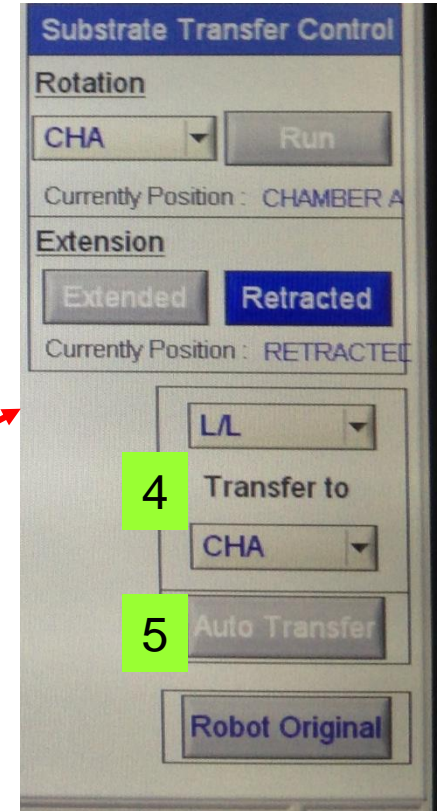 Substrate Transfer Control
Rotation
CHA Run
Currently Position : CHAMBER A
Extension
Extended Retracted
Currently Position : RETRACTED
L/L
4 Transfer to
CHA
5 Auto Transfer
Robot Original